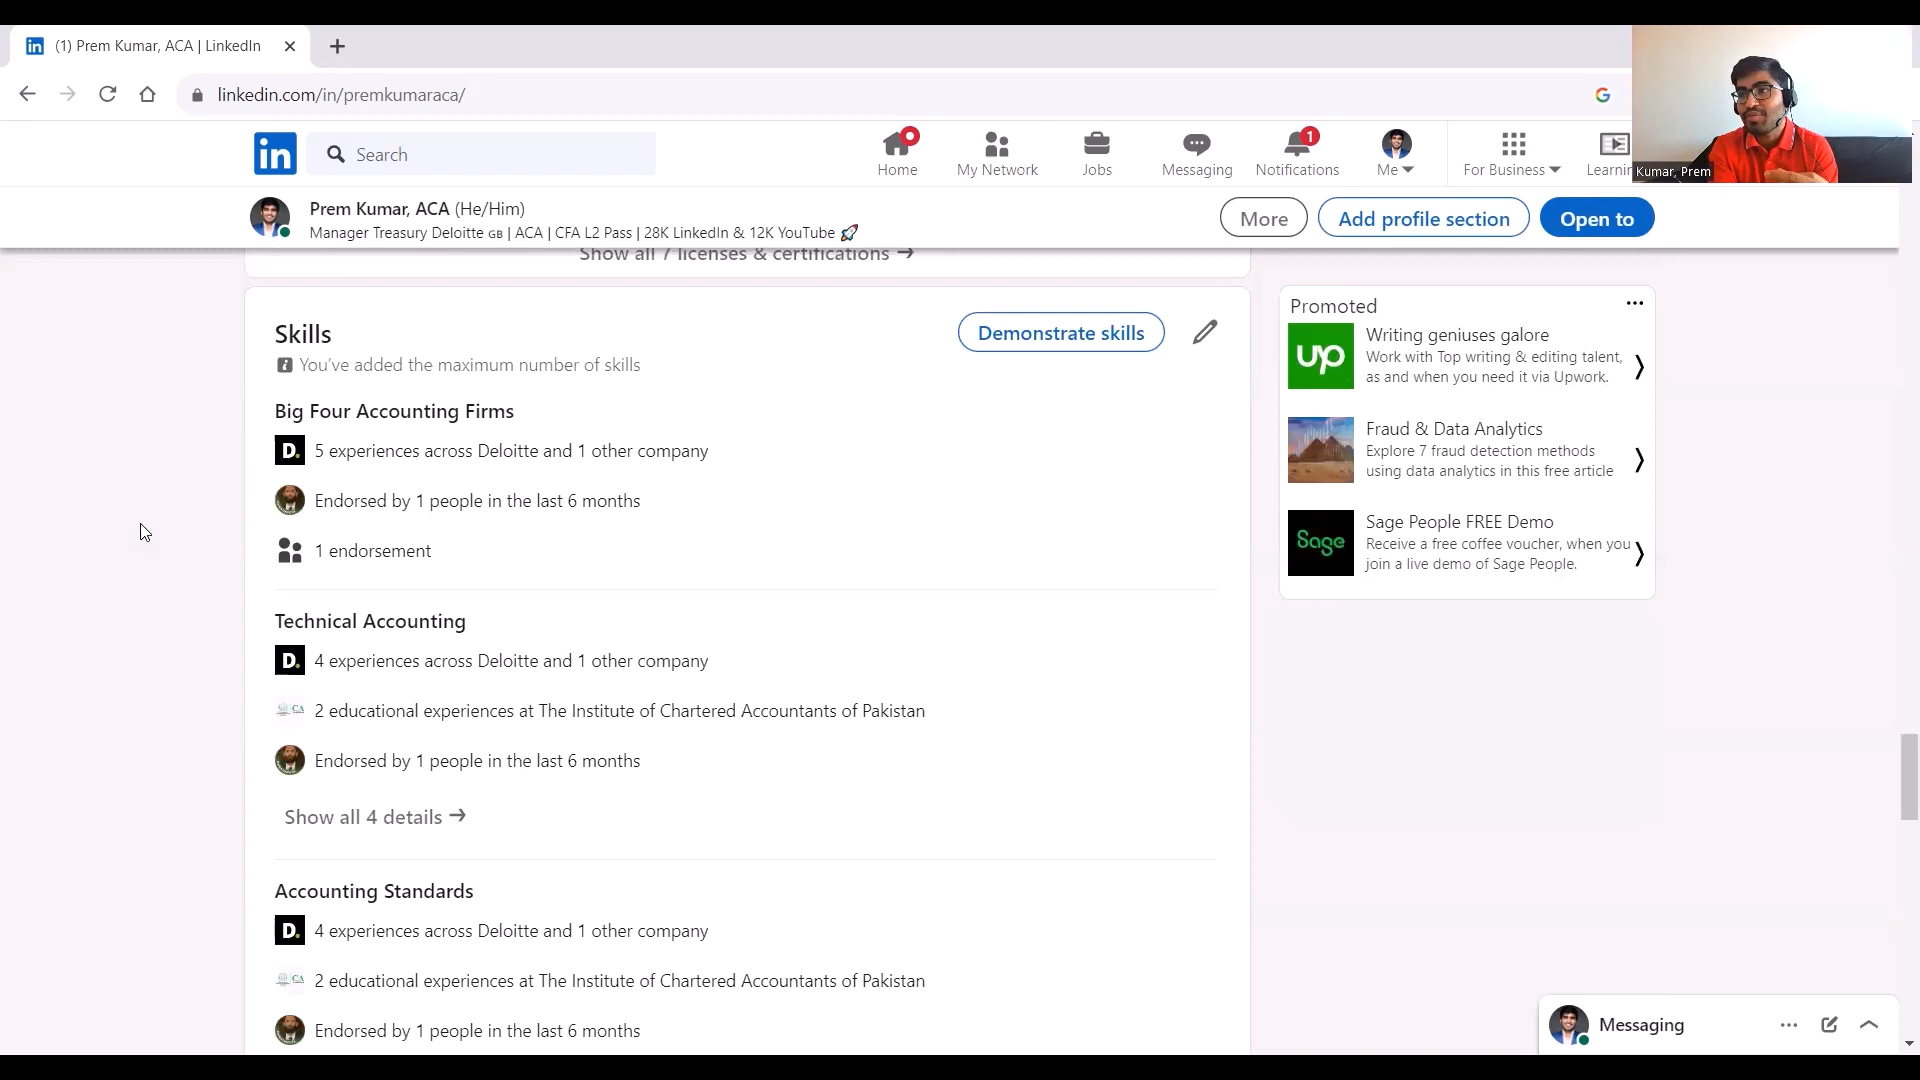 (1) Prem Kumar, ACA | LinkedIn
linkedin.com/in/premkumaraca/
in
Search
Home
My Network
Jobs
Messaging
1
Notifications
Me
For Business
Learnin
Kumar, Prem
Prem Kumar, ACA (He/Him)
Manager Treasury Deloitte GB | ACA | CFA L2 Pass | 28K LinkedIn & 12K YouTube 🚀
More
Add profile section
Open to
Show all 7 licenses & certifications →
Skills
You've added the maximum number of skills
Demonstrate skills
Big Four Accounting Firms
D.
5 experiences across Deloitte and 1 other company
Endorsed by 1 people in the last 6 months
1 endorsement
Technical Accounting
D.
4 experiences across Deloitte and 1 other company
CA
2 educational experiences at The Institute of Chartered Accountants of Pakistan
Endorsed by 1 people in the last 6 months
Show all 4 details →
Accounting Standards
D.
4 experiences across Deloitte and 1 other company
CA
2 educational experiences at The Institute of Chartered Accountants of Pakistan
Endorsed by 1 people in the last 6 months
Promoted
up
Writing geniuses galore
Work with Top writing & editing talent,
as and when you need it via Upwork.
Fraud & Data Analytics
Explore 7 fraud detection methods
using data analytics in this free article
Sage
Sage People FREE Demo
Receive a free coffee voucher, when you
join a live demo of Sage People.
Messaging